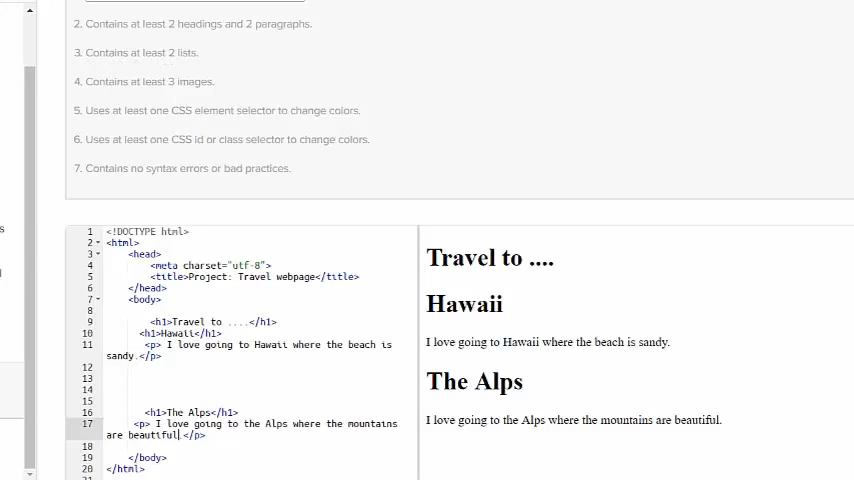 2. Contains at least 2 headings and 2 paragraphs.
3. Contains at least 2 lists.
4. Contains at least 3 images.
5. Uses at least one CSS element selector to change colors.
6. Uses at least one CSS id or class selector to change colors.
7. Contains no syntax errors or bad practices.
s
1 <!DOCTYPE html>
2 <html>
3 <head>
4 <meta charset="utf-8">
5 <title>Project: Travel webpage</title>
6 </head>
7 <body>
8
9 <h1>Travel to ....</h1>
10 <h1>Hawaii</h1>
11 <p> I love going to Hawaii where the beach is
sandy.</p>
12
13
14
15
16 <h1>The Alps</h1>
17 <p> I love going to the Alps where the mountains
are beautiful.</p>
18
19 </body>
20 </html>
Travel to ....
Hawaii
I love going to Hawaii where the beach is sandy.
The Alps
I love going to the Alps where the mountains are beautiful.